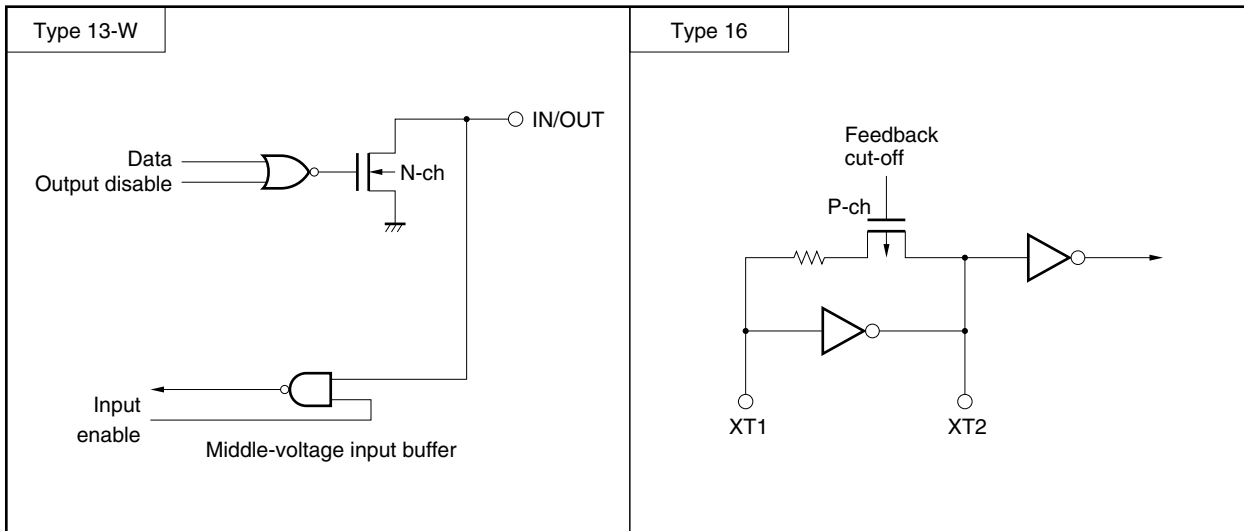 Type 13-W
IN/OUT
Data
Output disable
N-ch
Input
enable
Middle-voltage input buffer
Type 16
Feedback
cut-off
P-ch
XT1
XT2